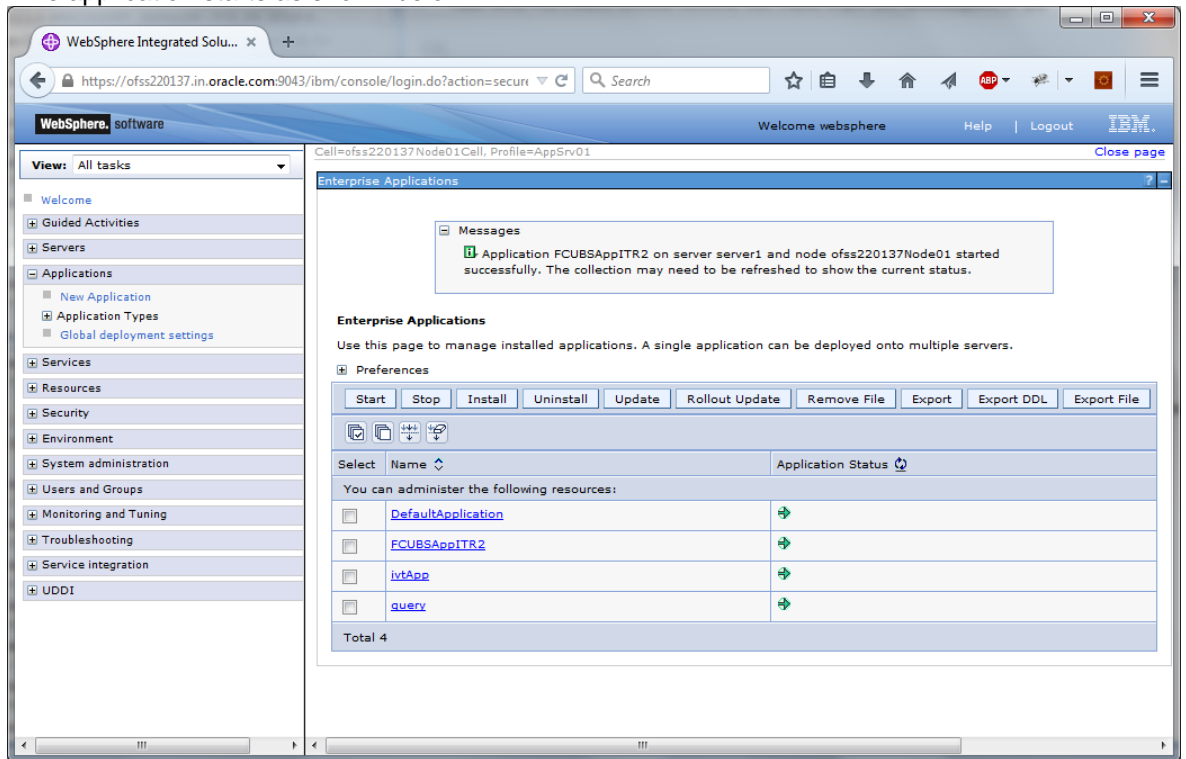 WebSphere Integrated Solu...
https://ofss220137.in.oracle.com:9043/ibm/console/login.do?action=secure
Search
ABP
WebSphere. software
Welcome websphere
Help | Logout
IBM.
View: All tasks
Welcome
Guided Activities
Servers
Applications
New Application
Application Types
Global deployment settings
Services
Resources
Security
Environment
System administration
Users and Groups
Monitoring and Tuning
Troubleshooting
Service integration
UDDI
Cell=ofss220137Node01Cell, Profile=AppSrv01
Close page
Enterprise Applications
Messages
Application FCUBSAppITR2 on server server1 and node ofss220137Node01 started
successfully. The collection may need to be refreshed to show the current status.
Enterprise Applications
Use this page to manage installed applications. A single application can be deployed onto multiple servers.
Preferences
Start Stop Install Uninstall Update Rollout Update Remove File Export Export DDL Export File
Select Name Application Status
You can administer the following resources:
DefaultApplication
FCUBSAppITR2
ivtApp
query
Total 4